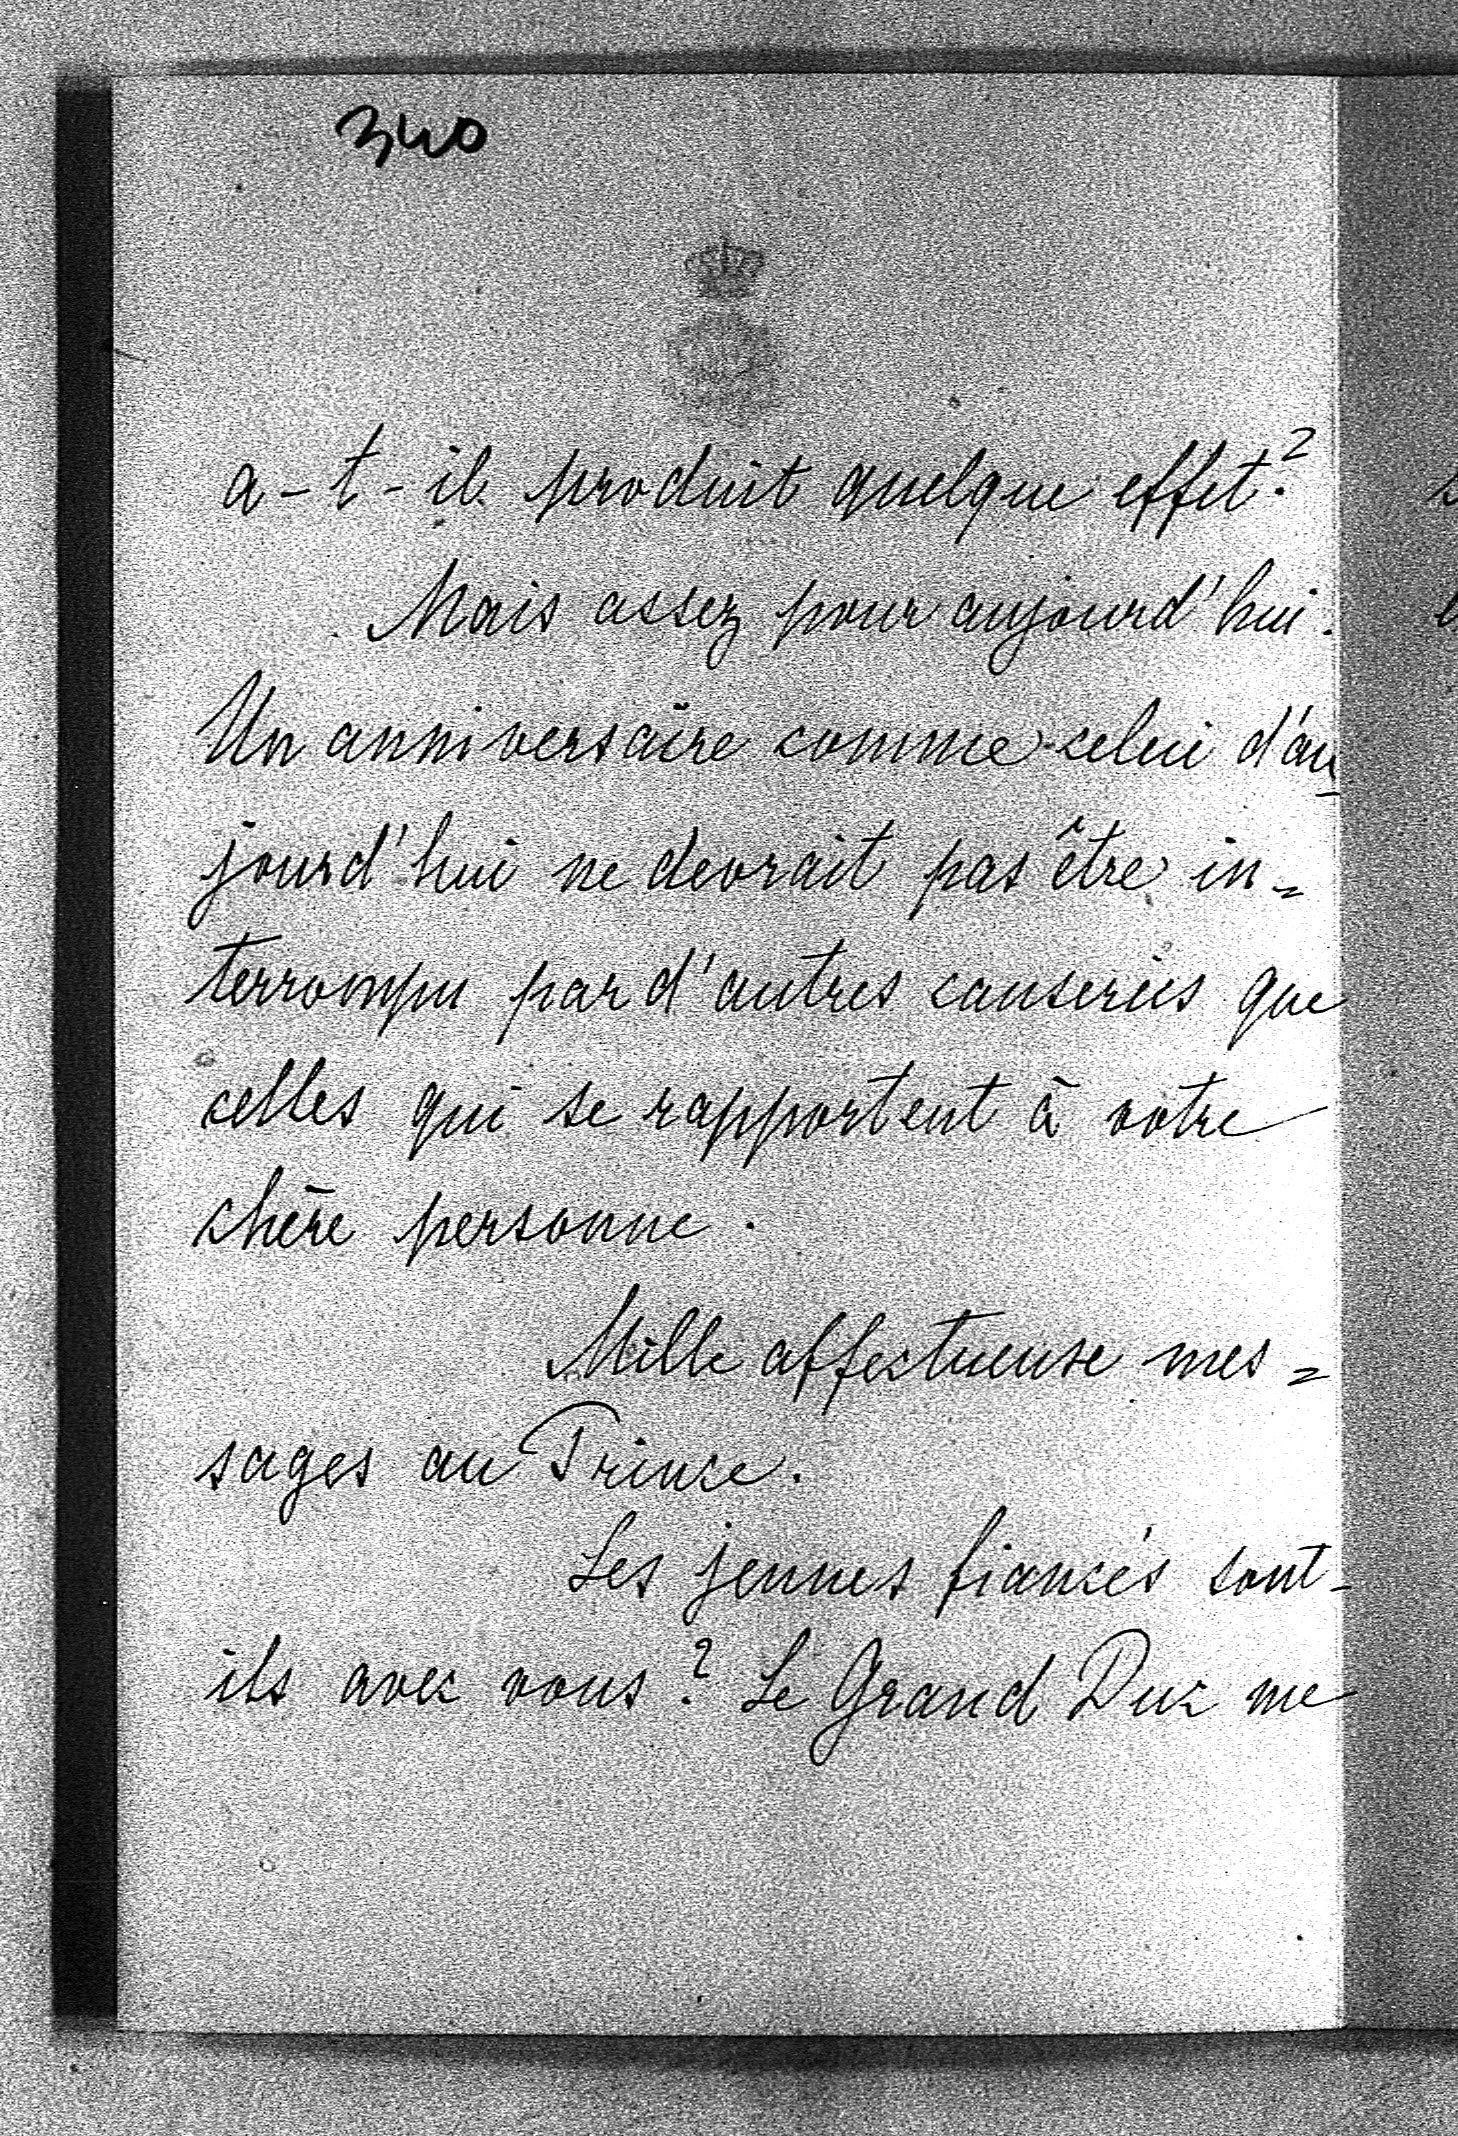 340
a-t-il produit quelque effet?
Mais assez pour aujourd'hui.
Un anniversaire comme celui d'au
jourd'hui ne devrait pas être in=
terrompu par d'autres causeries que
celles qui se rapportent à votre
chère personne.
Mille affectueuse mes=
sages au Prince.
Les jeunes fiancés sont-
ils avec vous? Le Grand Duc me